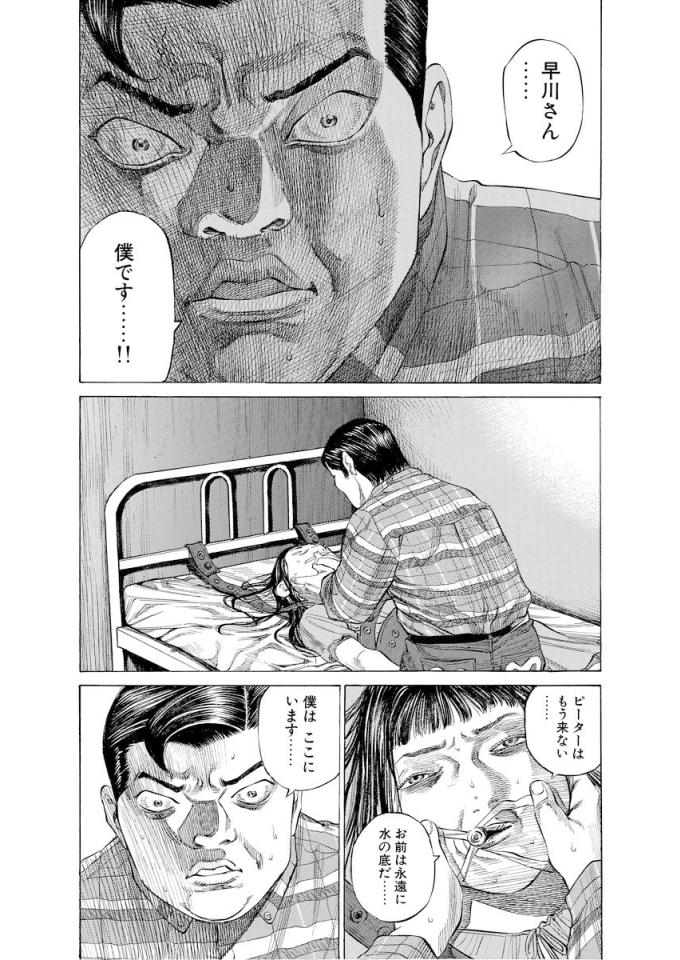 早川さん
……
僕です……!!
ピーターは
もう来ない
お前は永遠に
水の底だ……
僕は ここに
います……